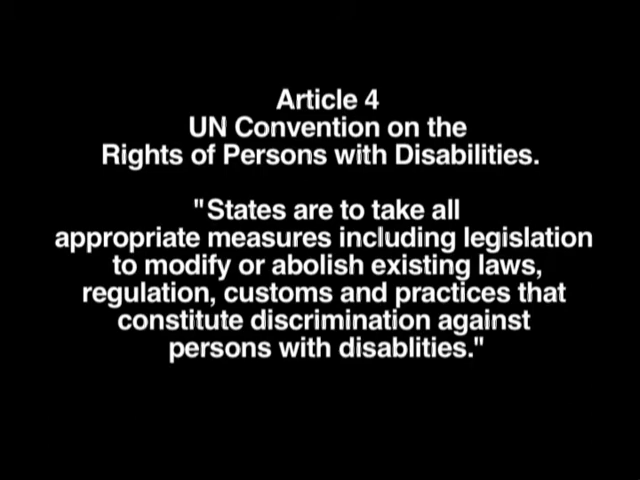 Article 4
UN Convention on the
Rights of Persons with Disabilities.
"States are to take all
appropriate measures including legislation
to modify or abolish existing laws,
regulation, customs and practices that
constitute discrimination against
persons with disablities."